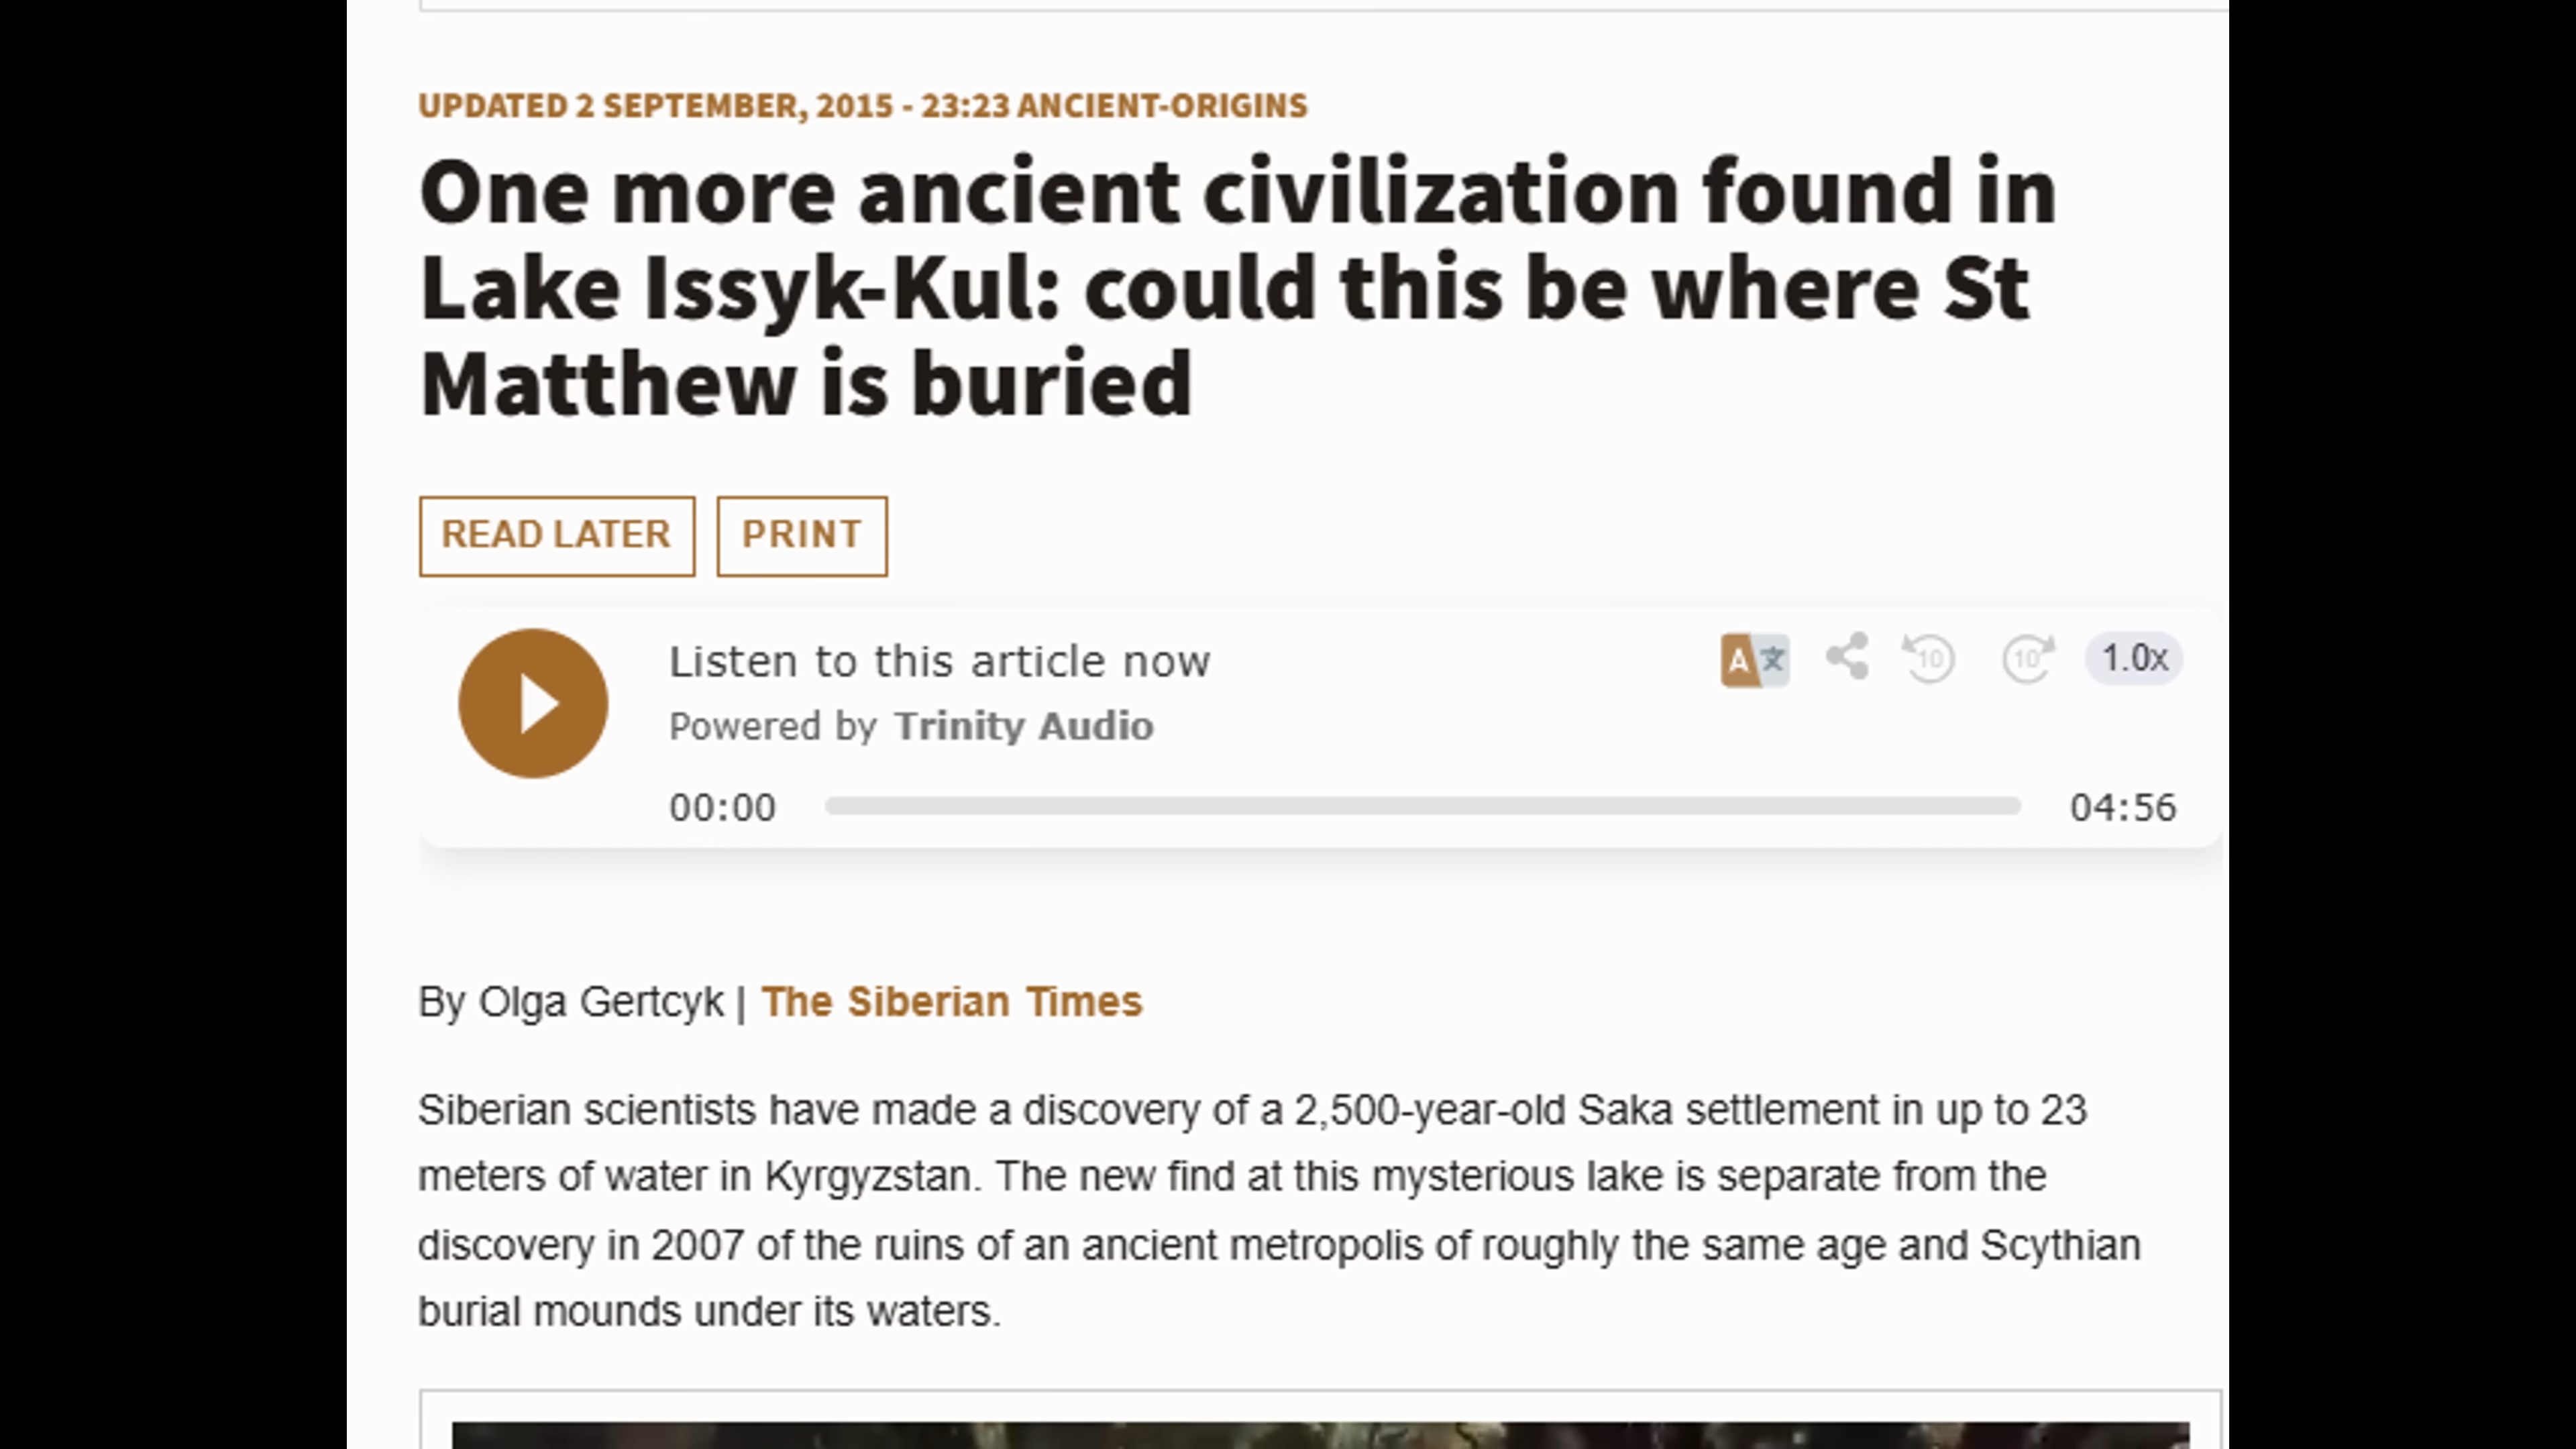 UPDATED 2 SEPTEMBER, 2015 - 23:23 ANCIENT-ORIGINS
One more ancient civilization found in
Lake Issyk-Kul: could this be where St
Matthew is buried
READ LATER PRINT
Listen to this article now
A 文 10 10 1.0x
Powered by Trinity Audio
00:00 04:56
By Olga Gertcyk | The Siberian Times
Siberian scientists have made a discovery of a 2,500-year-old Saka settlement in up to 23
meters of water in Kyrgyzstan. The new find at this mysterious lake is separate from the
discovery in 2007 of the ruins of an ancient metropolis of roughly the same age and Scythian
burial mounds under its waters.